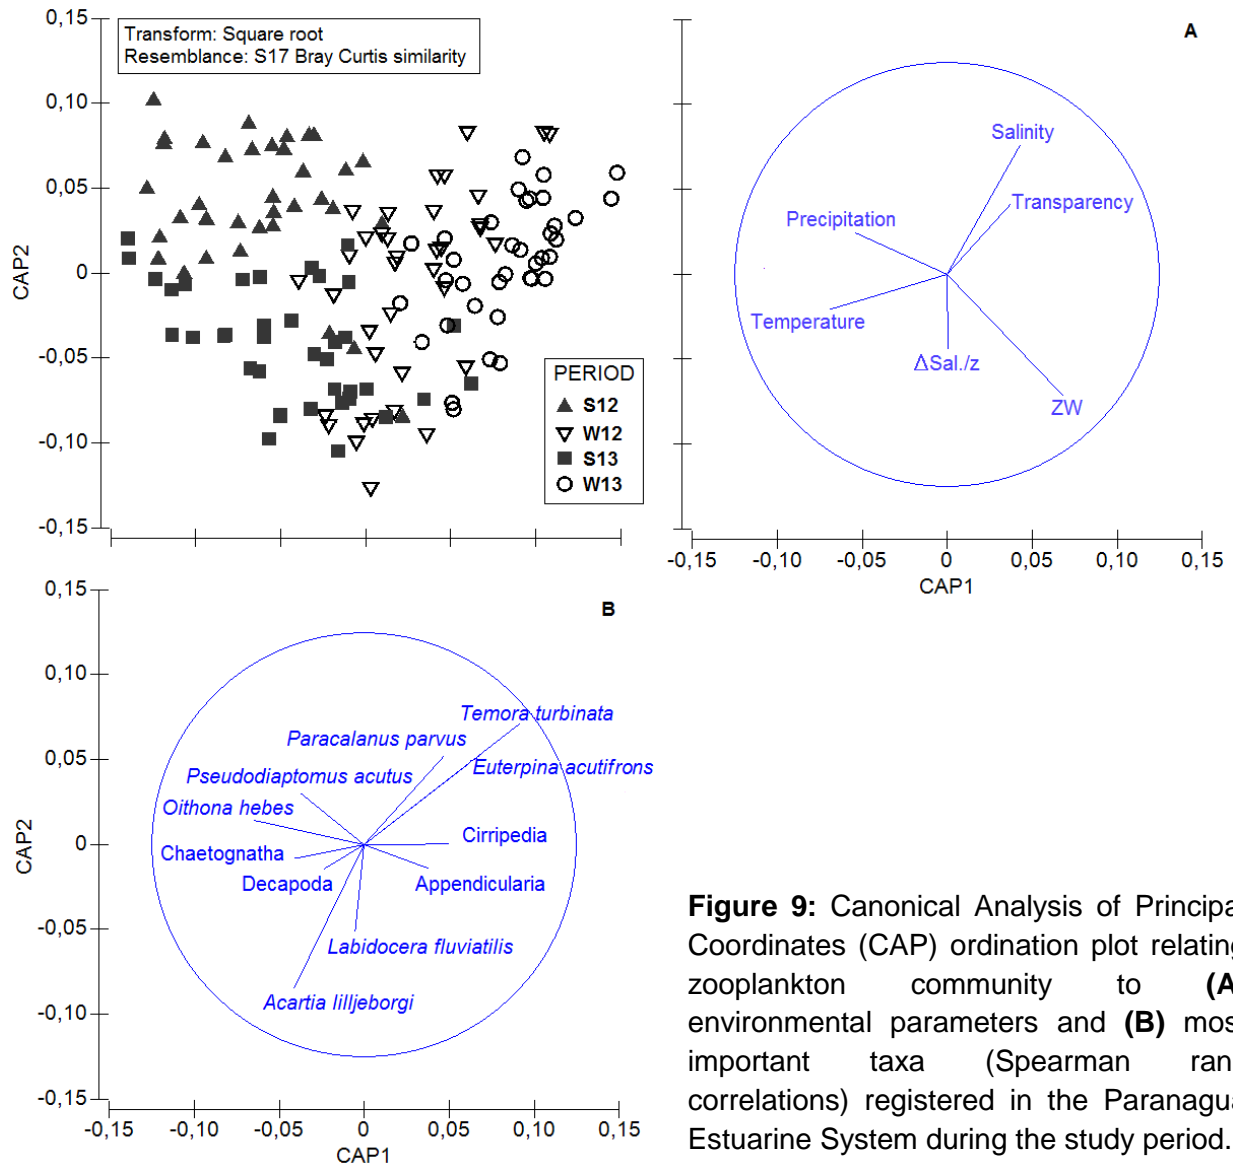 0,15
Transform: Square root
Resemblance: S17 Bray Curtis similarity
0,10
0,05
0
-0,05
-0,10
-0,15
CAP2
PERIOD
S12
W12
S13
W13
A
Salinity
Transparency
Precipitation
Temperature
ΔSal./z
ZW
-0,15 -0,10 -0,05 0 0,05 0,10 0,15
CAP1
0,15
B
0,10
0,05
0
-0,05
-0,10
-0,15
CAP2
Temora turbinata
Paracalanus parvus
Euterpina acutifrons
Pseudodiaptomus acutus
Oithona hebes
Cirripedia
Chaetognatha
Decapoda
Appendicularia
Labidocera fluviatilis
Acartia lilljeborgi
-0,15 -0,10 -0,05 0 0,05 0,10 0,15
CAP1
Figure 9: Canonical Analysis of Principa
Coordinates (CAP) ordination plot relating
zooplankton community to (A
environmental parameters and (B) mos
important taxa (Spearman ran
correlations) registered in the Paranagua
Estuarine System during the study period.